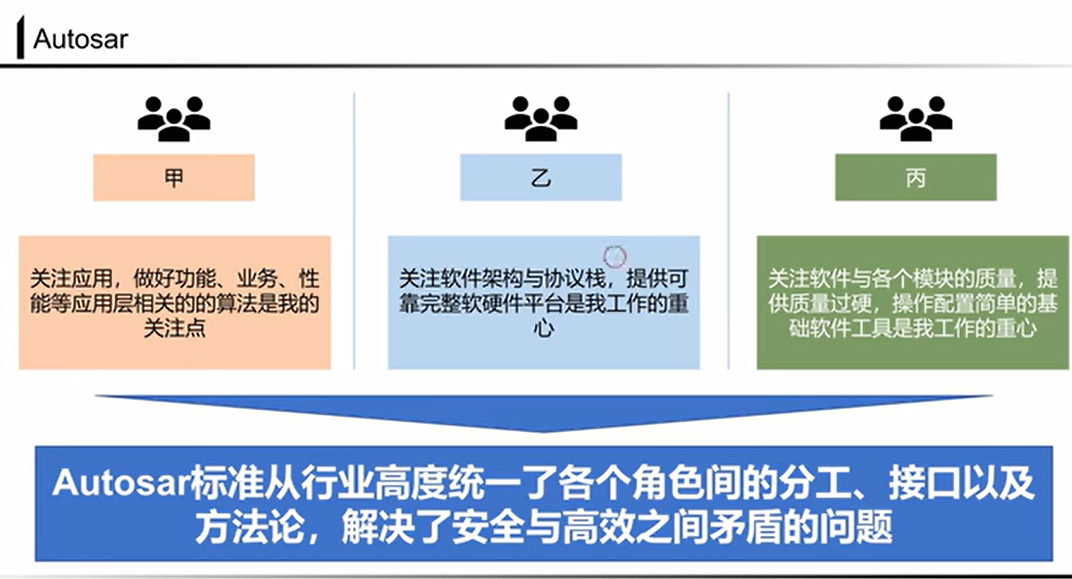 Autosar
甲
乙
丙
关注应用，做好功能、业务、性
能等应用层相关的的算法是我的
关注点
关注软件架构与协议栈，提供可
靠完整软硬件平台是我工作的重
心
关注软件与各个模块的质量，提
供质量过硬，操作配置简单的基
础软件工具是我工作的重心
Autosar标准从行业高度统一了各个角色间的分工、接口以及
方法论，解决了安全与高效之间矛盾的问题